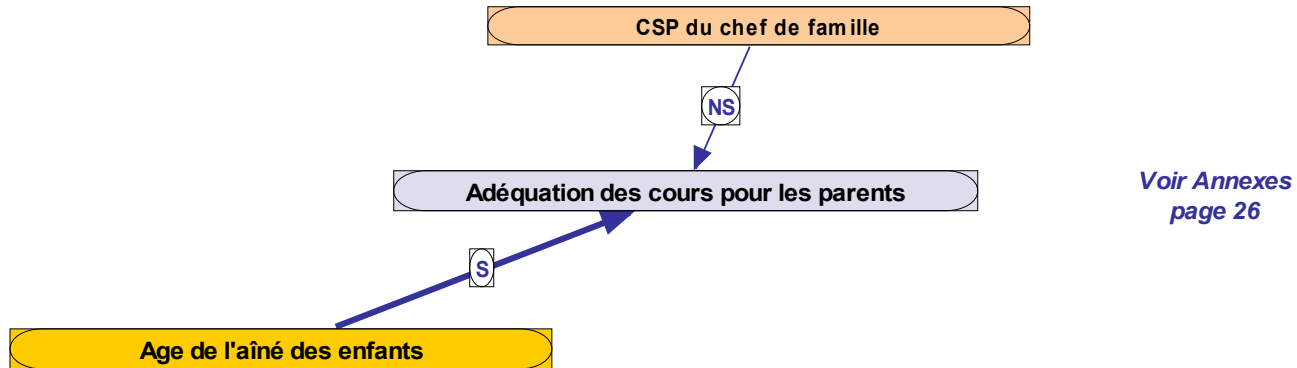 CSP du chef de famille
NS
Adéquation des cours pour les parents
Voir Annexes
page 26
S
Age de l'aîné des enfants